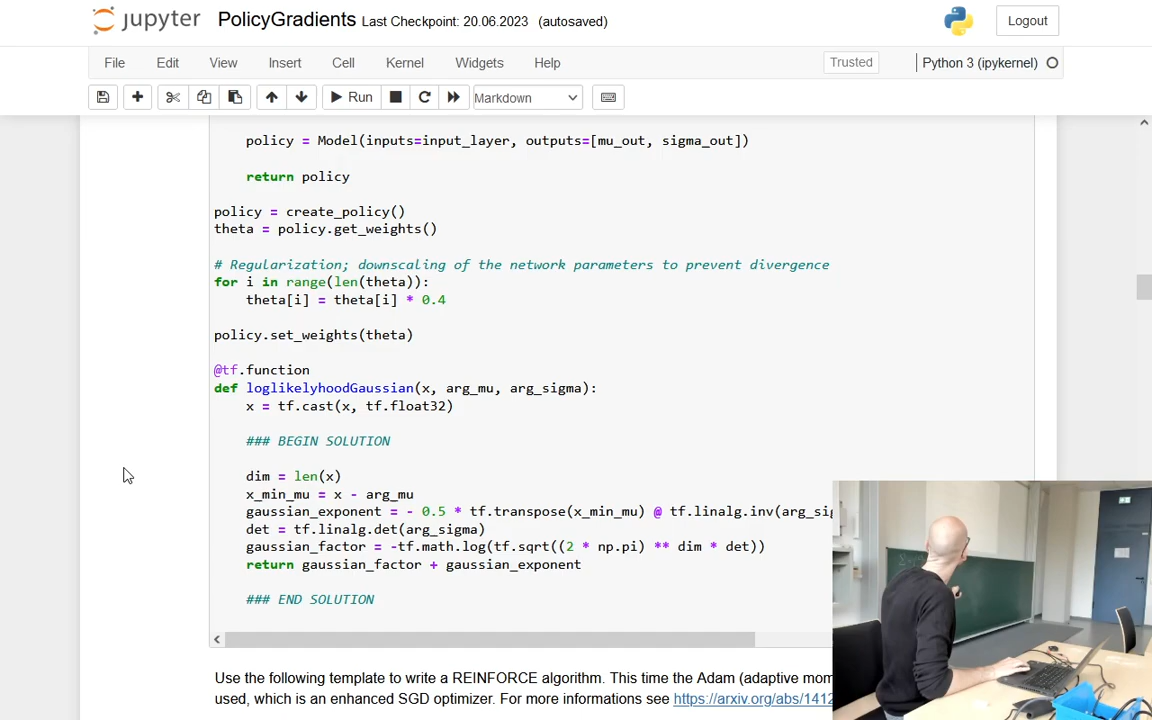 jupyter PolicyGradients Last Checkpoint: 20.06.2023 (autosaved) Logout
File Edit View Insert Cell Kernel Widgets Help Trusted Python 3 (ipykernel)
Run Markdown
policy = Model(inputs=input_layer, outputs=[mu_out, sigma_out])
return policy
policy = create_policy()
theta = policy.get_weights()
# Regularization; downscaling of the network parameters to prevent divergence
for i in range(len(theta)):
theta[i] = theta[i] * 0.4
policy.set_weights(theta)
@tf.function
def loglikelyhoodGaussian(x, arg_mu, arg_sigma):
x = tf.cast(x, tf.float32)
### BEGIN SOLUTION
dim = len(x)
x_min_mu = x - arg_mu
gaussian_exponent = - 0.5 * tf.transpose(x_min_mu) @ tf.linalg.inv(arg_sig
det = tf.linalg.det(arg_sigma)
gaussian_factor = -tf.math.log(tf.sqrt((2 * np.pi) ** dim * det))
return gaussian_factor + gaussian_exponent
### END SOLUTION
Use the following template to write a REINFORCE algorithm. This time the Adam (adaptive mom
used, which is an enhanced SGD optimizer. For more informations see https://arxiv.org/abs/1412